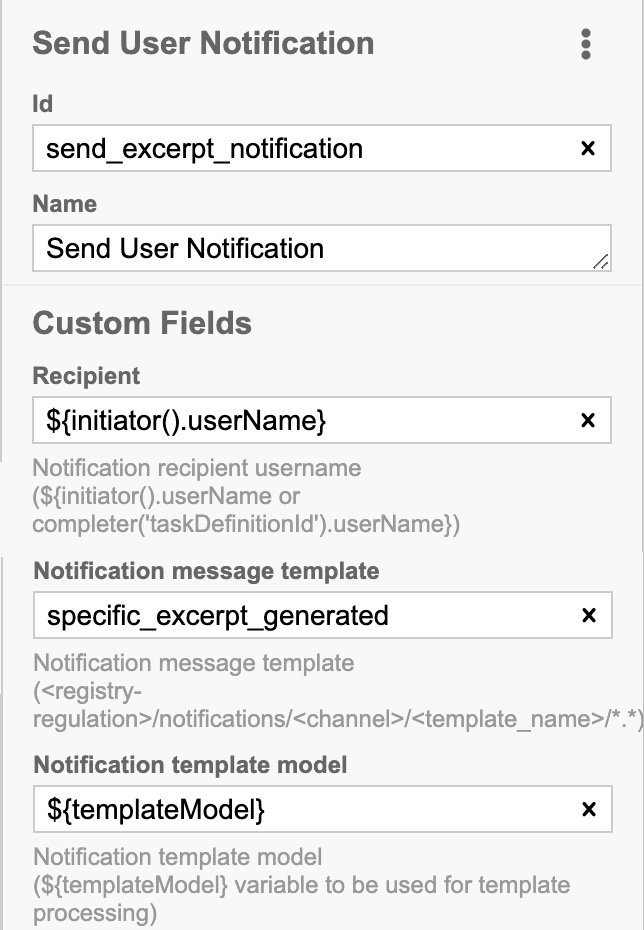 Send User Notification
Id
send_excerpt_notification
Name
Send User Notification
Custom Fields
Recipient
${initiator().userName}
Notification recipient username
(${initiator().userName or
completer('taskDefinitionId').userName})
Notification message template
specific_excerpt_generated
Notification message template
(<registry-
regulation>/notifications/<channel>/<template_name>/*.*)
Notification template model
${templateModel}
Notification template model
(${templateModel} variable to be used for template
processing)